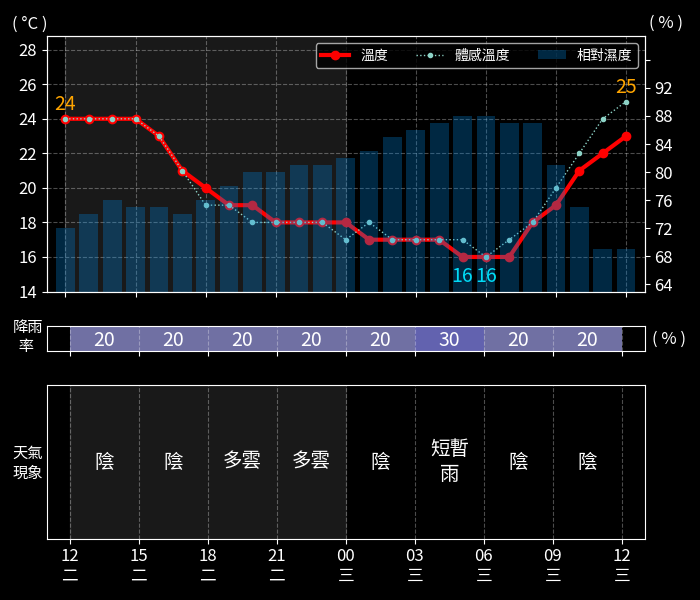 ( °C )
( % )
溫度
體感溫度
相對濕度
28
26
24
22
20
18
16
14
92
88
84
80
76
72
68
64
24
25
16
16
降雨
率
20
20
20
20
20
30
20
20
( % )
天氣
現象
陰
陰
多雲
多雲
陰
短暫
雨
陰
陰
12
15
18
21
00
03
06
09
12
二
二
二
二
三
三
三
三
三